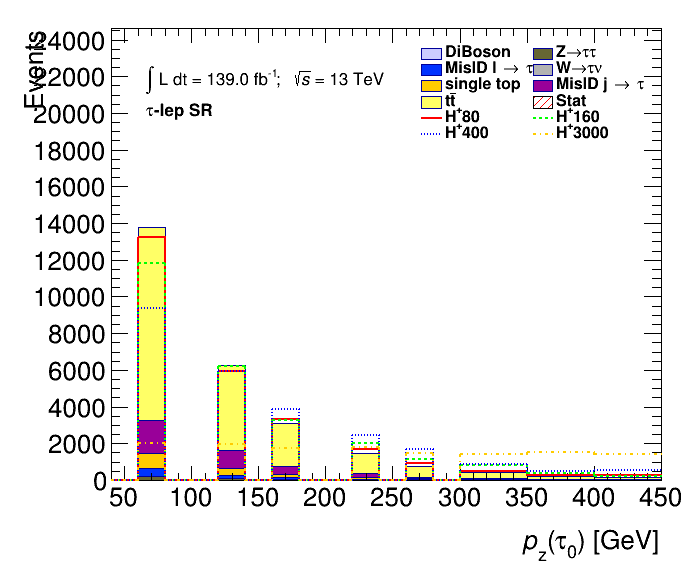 Events
24000
22000
20000
18000
16000
14000
12000
10000
8000
6000
4000
2000
0
∫ L dt = 139.0 fb⁻¹; √s = 13 TeV
τ-lep SR
DiBoson Z→ττ
MisID l → τ W→τν
single top MisID j → τ
tt̄ Stat
H⁺80 H⁺160
H⁺400 H⁺3000
50 100 150 200 250 300 350 400 450
p_z(τ₀) [GeV]